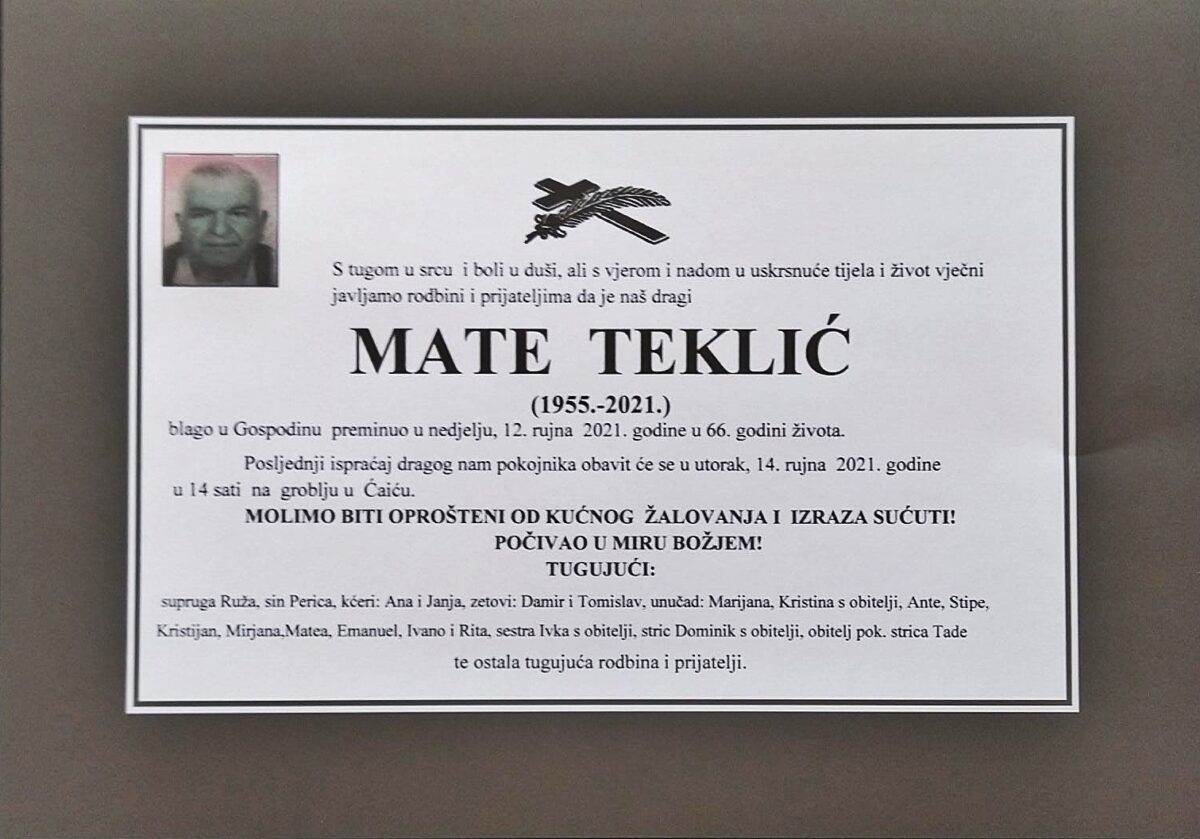 S tugom u srcu i boli u duši, ali s vjerom i nadom u uskrsnuće tijela i život vječni
javljamo rodbini i prijateljima da je naš dragi
MATE TEKLIĆ
(1955.-2021.)
blago u Gospodinu preminuo u nedjelju, 12. rujna 2021. godine u 66. godini života.
Posljednji ispraćaj dragog nam pokojnika obavit će se u utorak, 14. rujna 2021. godine
u 14 sati na groblju u Ćaiću.
MOLIMO BITI OPROŠTENI OD KUĆNOG ŽALOVANJA I IZRAZA SUĆUTI!
POČIVAO U MIRU BOŽJEM!
TUGUJUĆI:
supruga Ruža, sin Perica, kćeri: Ana i Janja, zetovi: Damir i Tomislav, unučad: Marijana, Kristina s obitelji, Ante, Stipe,
Kristijan, Mirjana,Matea, Emanuel, Ivano i Rita, sestra Ivka s obitelji, stric Dominik s obitelji, obitelj pok. strica Tade
te ostala tugujuća rodbina i prijatelji.